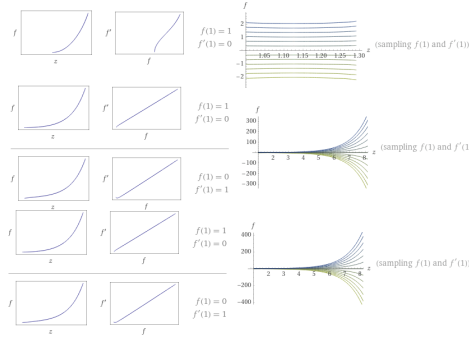 f
f
z
f'
f
f(1) = 1
f'(1) = 0
f
2
1
-1
-2
1.05 1.10 1.15 1.20 1.25 1.30 z
(sampling f(1) and f'(1))
f
z
f'
f
f(1) = 1
f'(1) = 0
f
300
200
100
-100
-200
-300
2 3 4 5 6 7 8 z
(sampling f(1) and f'(1
f
z
f'
f
f(1) = 0
f'(1) = 1
f
z
f'
f
f(1) = 1
f'(1) = 0
f
400
200
-200
-400
2 3 4 5 6 7 8 z
(sampling f(1) and f'(1)
f
z
f'
f
f(1) = 0
f'(1) = 1